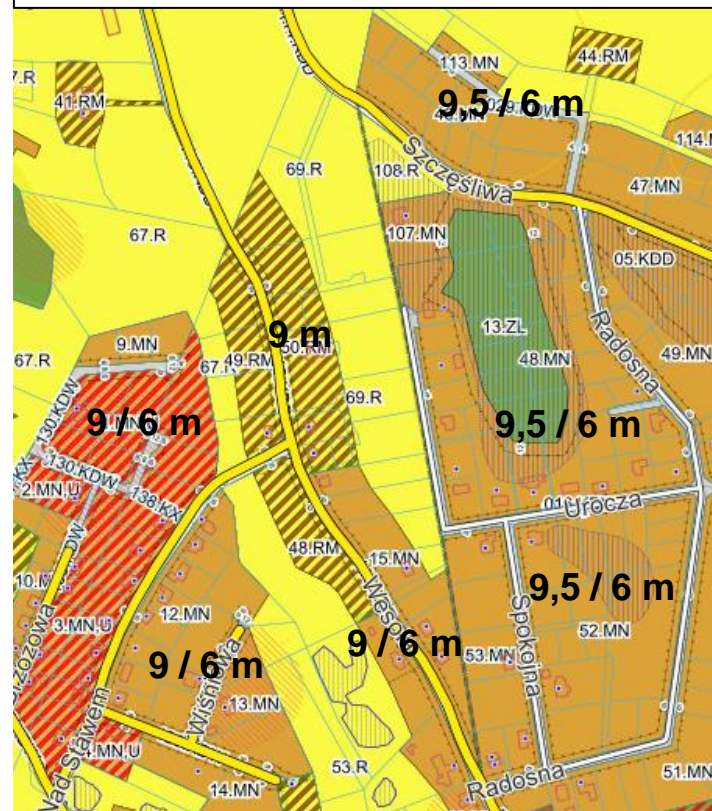 113.MN
44.RM
9,5 / 6 m
029.KDW
41.RM
114.M
Szczęśliwa
69.R
108.R
47.MN
107.MN
67.R
05.KDD
13.ZL
Radosna
9 m
9.MN
49.RM
50.RM
48.MN
49.MN
67.R
69.R
130.KDW
9 / 6 m
9,5 / 6 m
130.KDW
138.KX
2.MN,U
Urocza
48.RM
15.MN
9,5 / 6 m
12.MN
Wesoła
Spokojna
52.MN
3.MN,U
9 / 6 m
9 / 6 m
53.MN
Wiśniowa
13.MN
Nad Stawem
53.R
51.MN
14.MN
Radosna